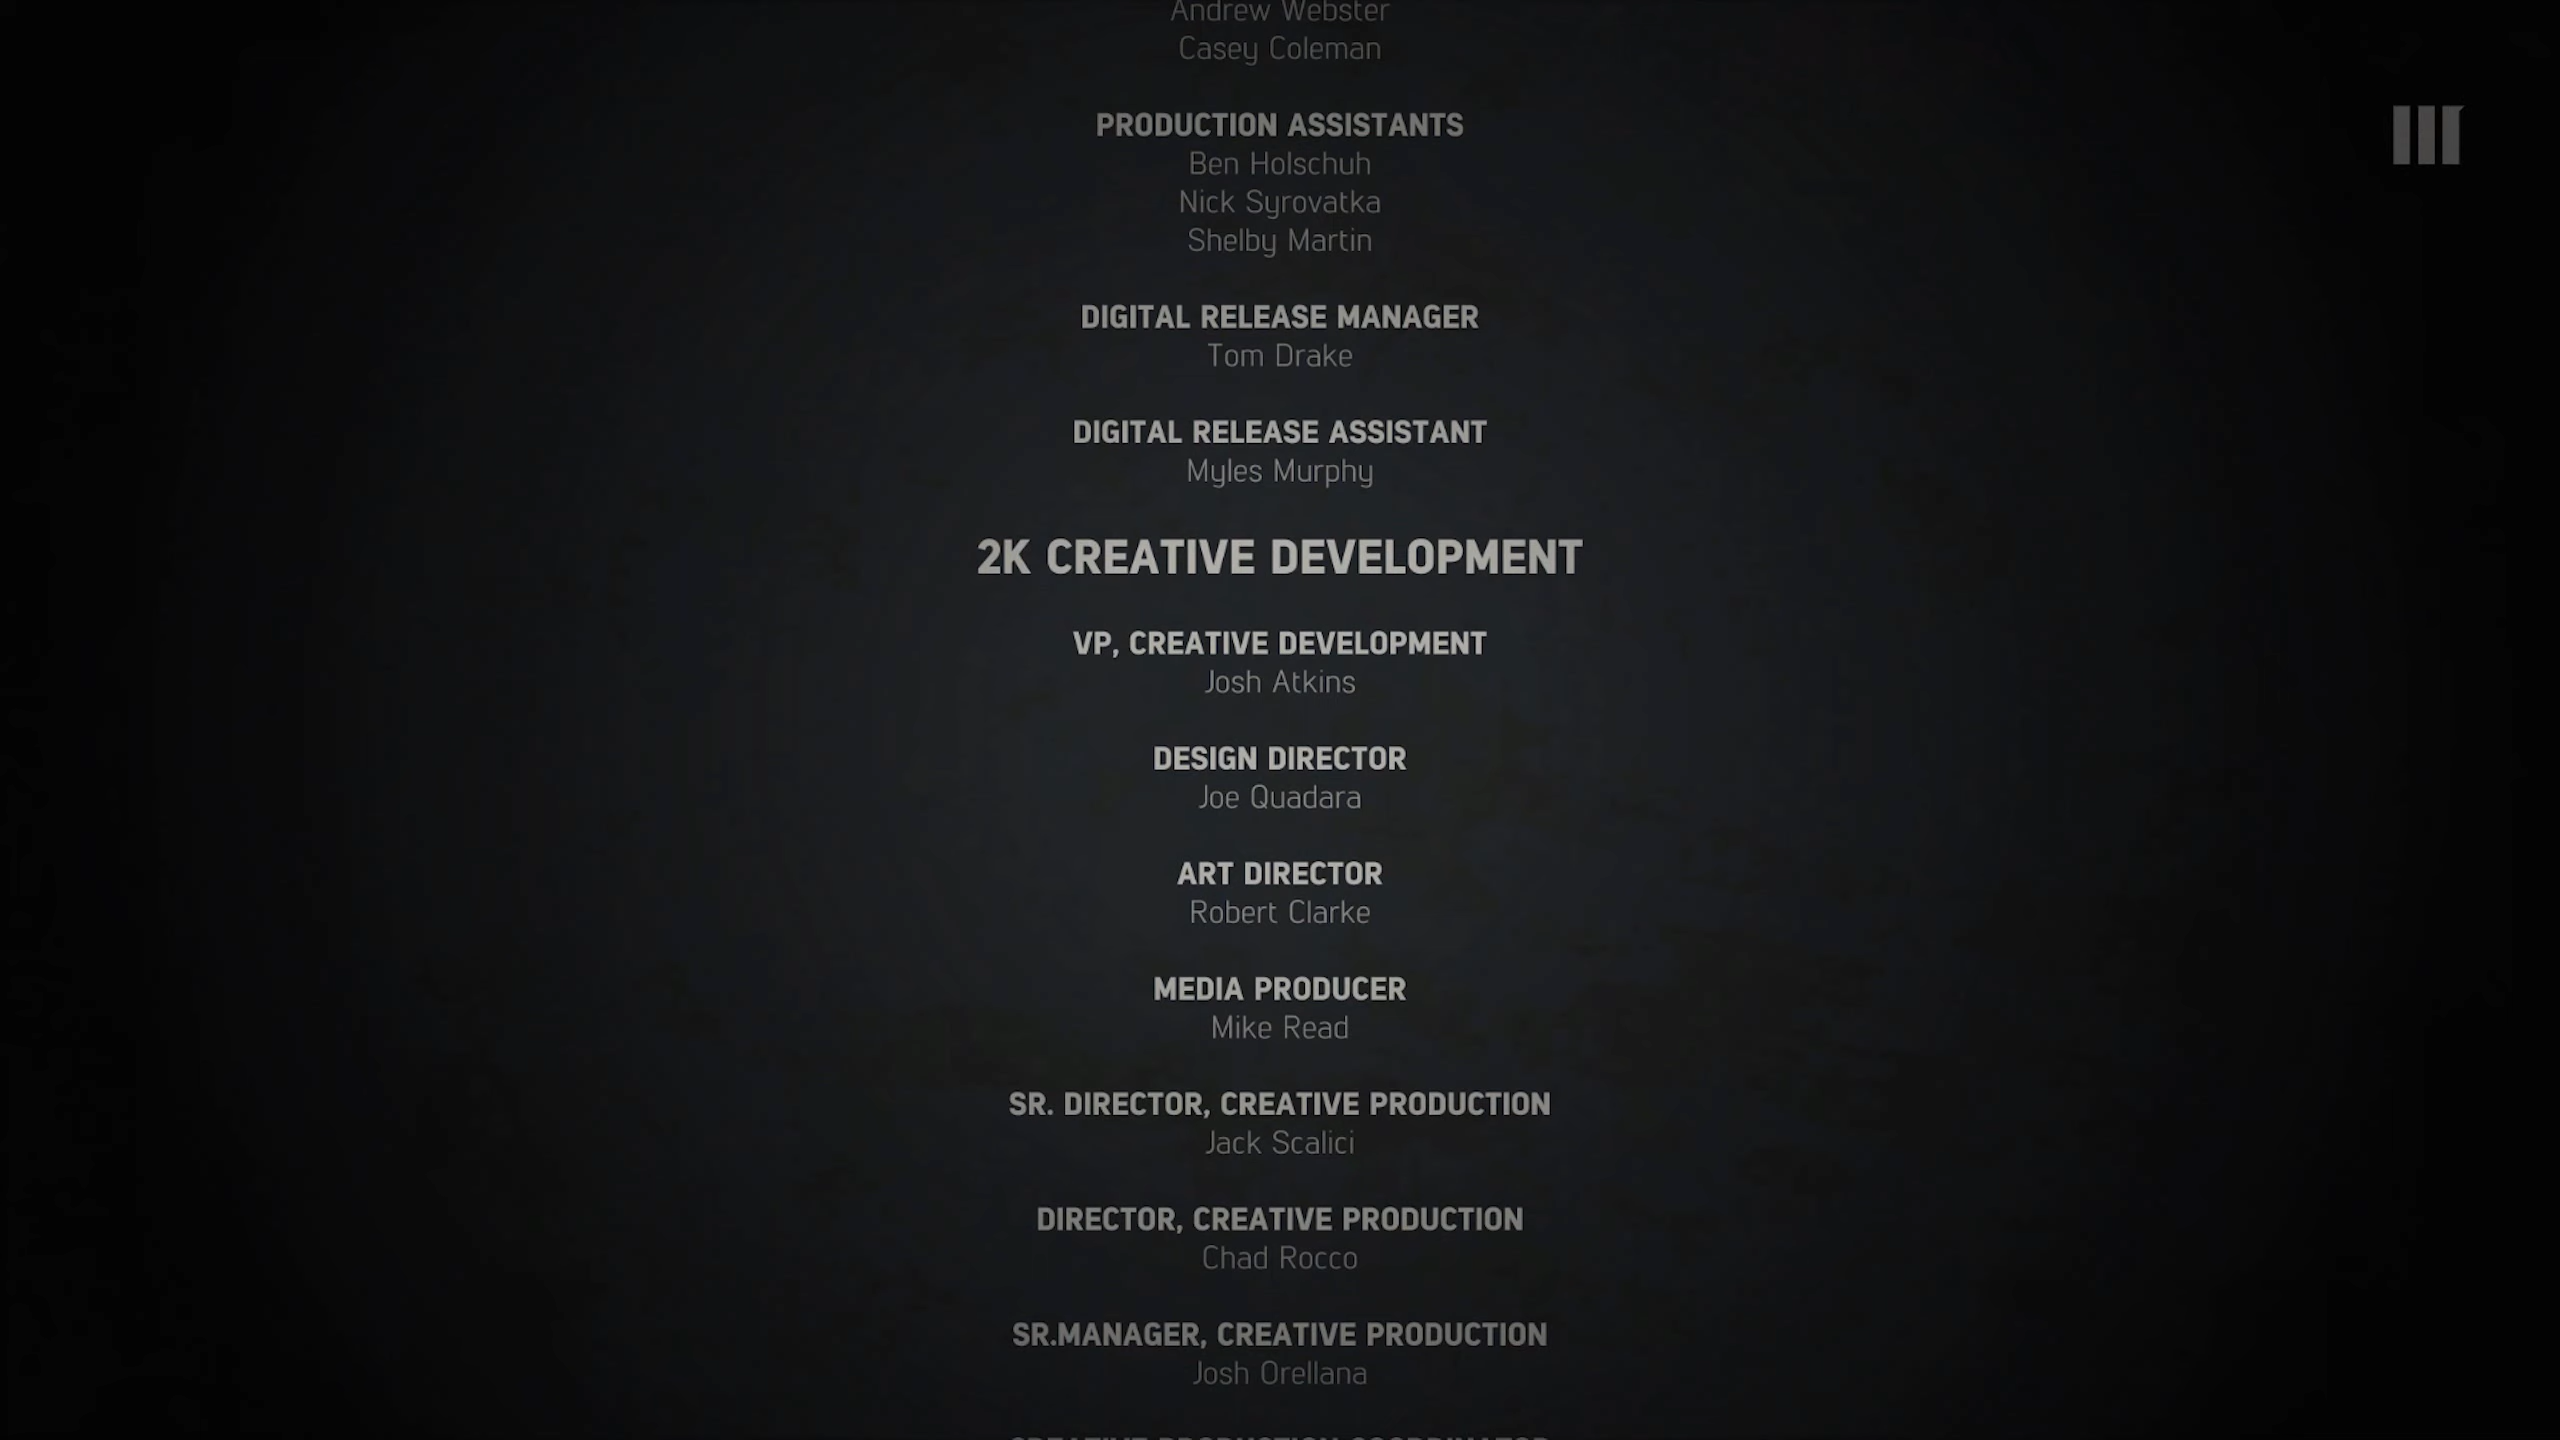 Andrew Webster
Casey Coleman
PRODUCTION ASSISTANTS
Ben Holschuh
Nick Syrovatka
Shelby Martin
DIGITAL RELEASE MANAGER
Tom Drake
DIGITAL RELEASE ASSISTANT
Myles Murphy
2K CREATIVE DEVELOPMENT
VP, CREATIVE DEVELOPMENT
Josh Atkins
DESIGN DIRECTOR
Joe Quadara
ART DIRECTOR
Robert Clarke
MEDIA PRODUCER
Mike Read
SR. DIRECTOR, CREATIVE PRODUCTION
Jack Scalici
DIRECTOR, CREATIVE PRODUCTION
Chad Rocco
SR.MANAGER, CREATIVE PRODUCTION
Josh Orellana
CREATIVE PRODUCTION COORDINATOR